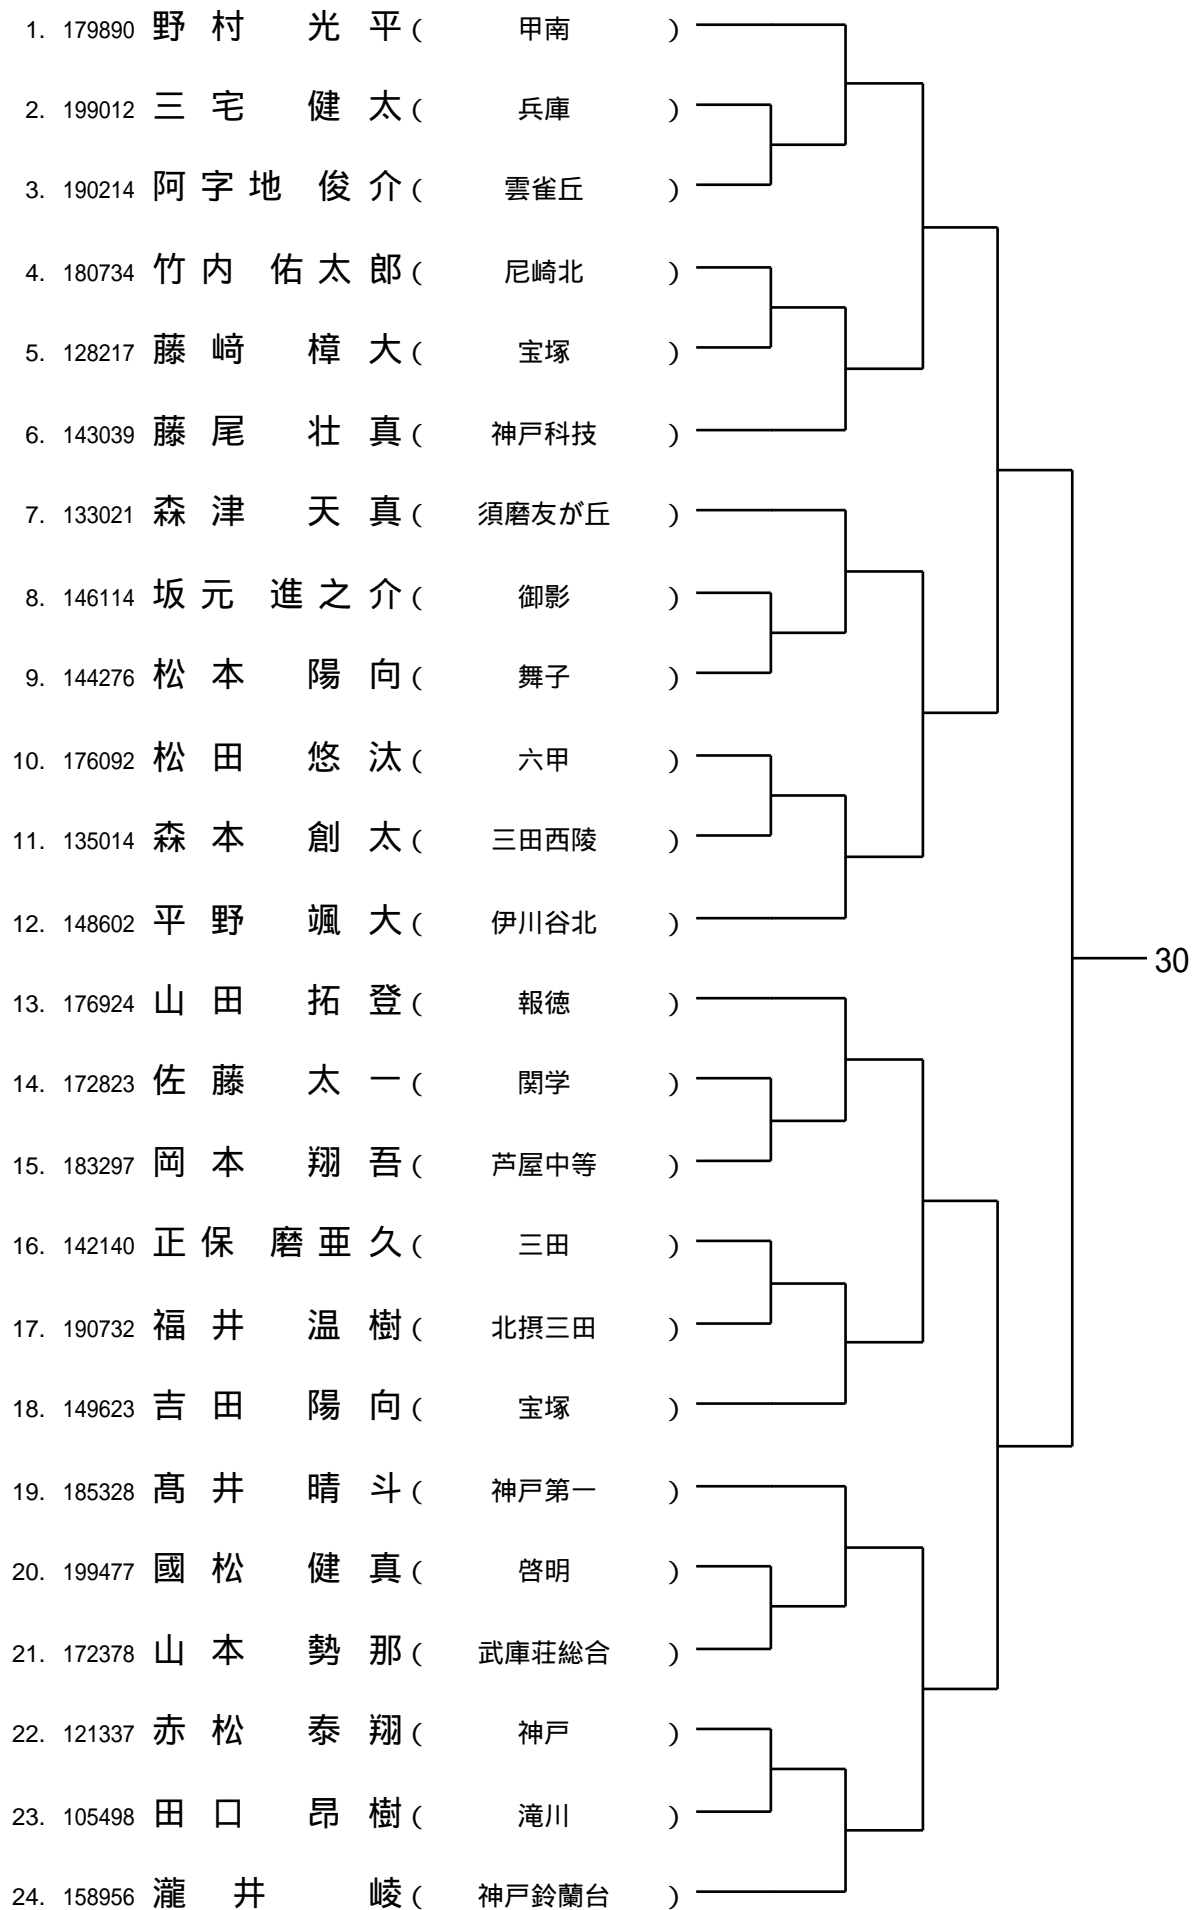 1. 179890 野村 光平( 甲南 )
2. 199012 三宅 健太( 兵庫 )
3. 190214 阿字地 俊介( 雲雀丘 )
4. 180734 竹内 佑太郎( 尼崎北 )
5. 128217 藤﨑 樟大( 宝塚 )
6. 143039 藤尾 壮真( 神戸科技 )
7. 133021 森津 天真( 須磨友が丘 )
8. 146114 坂元 進之介( 御影 )
9. 144276 松本 陽向( 舞子 )
10. 176092 松田 悠汰( 六甲 )
11. 135014 森本 創太( 三田西陵 )
12. 148602 平野 颯大( 伊川谷北 )
30
13. 176924 山田 拓登( 報徳 )
14. 172823 佐藤 太一( 関学 )
15. 183297 岡本 翔吾( 芦屋中等 )
16. 142140 正保 磨亜久( 三田 )
17. 190732 福井 温樹( 北摂三田 )
18. 149623 吉田 陽向( 宝塚 )
19. 185328 髙井 晴斗( 神戸第一 )
20. 199477 國松 健真( 啓明 )
21. 172378 山本 勢那( 武庫荘総合 )
22. 121337 赤松 泰翔( 神戸 )
23. 105498 田口 昂樹( 滝川 )
24. 158956 瀧井 崚( 神戸鈴蘭台 )